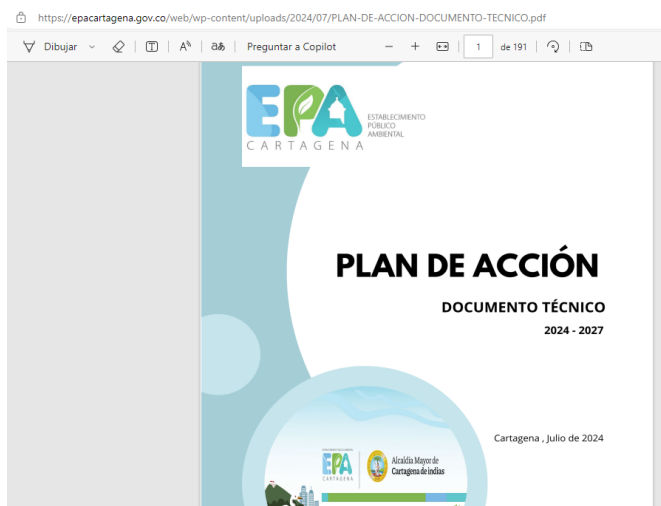 https://epacartagena.gov.co/web/wp-content/uploads/2024/07/PLAN-DE-ACCION-DOCUMENTO-TECNICO.pdf
Dibujar
Preguntar a Copilot
1 de 191
EPA
CARTAGENA
ESTABLECIMIENTO
PÚBLICO
AMBIENTAL
PLAN DE ACCIÓN
DOCUMENTO TÉCNICO
2024 - 2027
Cartagena , Julio de 2024
EPA
CARTAGENA
Alcaldía Mayor de
Cartagena de indias